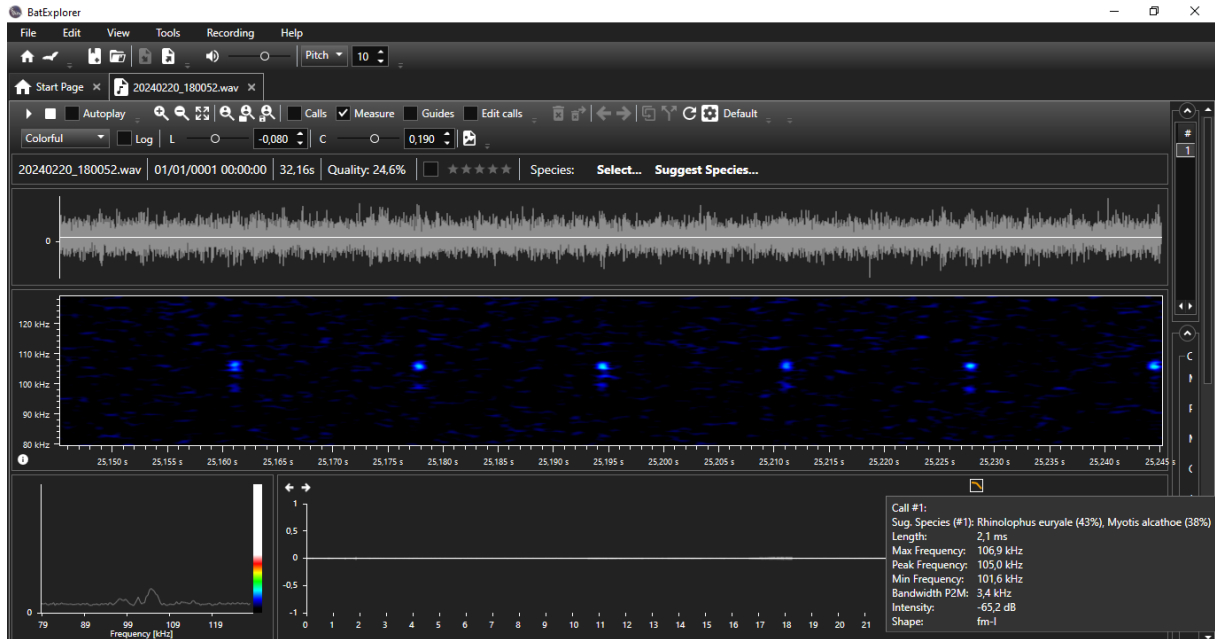 BatExplorer
File Edit View Tools Recording Help
Pitch 10
Start Page 20240220_180052.wav
Autoplay Calls Measure Guides Edit calls Default
Colorful Log L -0,080 C 0,190
#
1
20240220_180052.wav 01/01/0001 00:00:00 32,16s Quality: 24,6% ★★★★★ Species: Select... Suggest Species...
0
120 kHz
110 kHz
100 kHz
90 kHz
80 kHz
25,150 s 25,155 s 25,160 s 25,165 s 25,170 s 25,175 s 25,180 s 25,185 s 25,190 s 25,195 s 25,200 s 25,205 s 25,210 s 25,215 s 25,220 s 25,225 s 25,230 s 25,235 s 25,240 s 25,245 s
0
79 89 99 109 119
Frequency [kHz]
1
0,5
0
-0,5
-1
0 1 2 3 4 5 6 7 8 9 10 11 12 13 14 15 16 17 18 19 20 21
Call #1:
Sug. Species (#1): Rhinolophus euryale (43%), Myotis alcathoe (38%)
Length: 2,1 ms
Max Frequency: 106,9 kHz
Peak Frequency: 105,0 kHz
Min Frequency: 101,6 kHz
Bandwidth P2M: 3,4 kHz
Intensity: -65,2 dB
Shape: fm-l